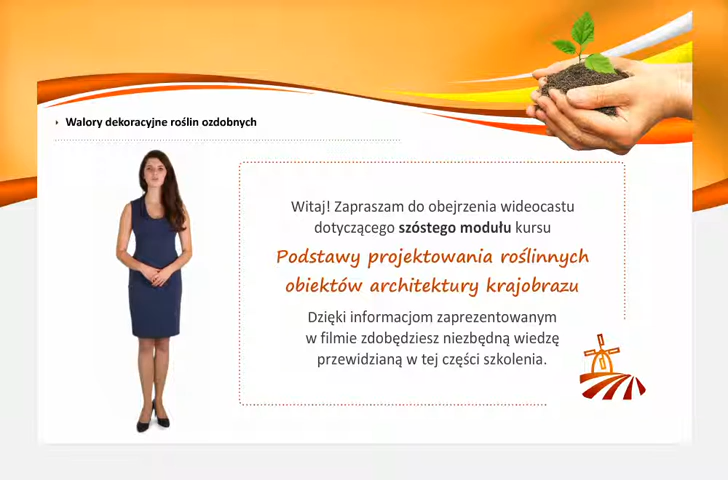 Walory dekoracyjne roślin ozdobnych
Witaj! Zapraszam do obejrzenia wideocastu
dotyczącego szóstego modułu kursu
Podstawy projektowania roślinnych
obiektów architektury krajobrazu
Dzięki informacjom zaprezentowanym
w filmie zdobędziesz niezbędną wiedzę
przewidzianą w tej części szkolenia.